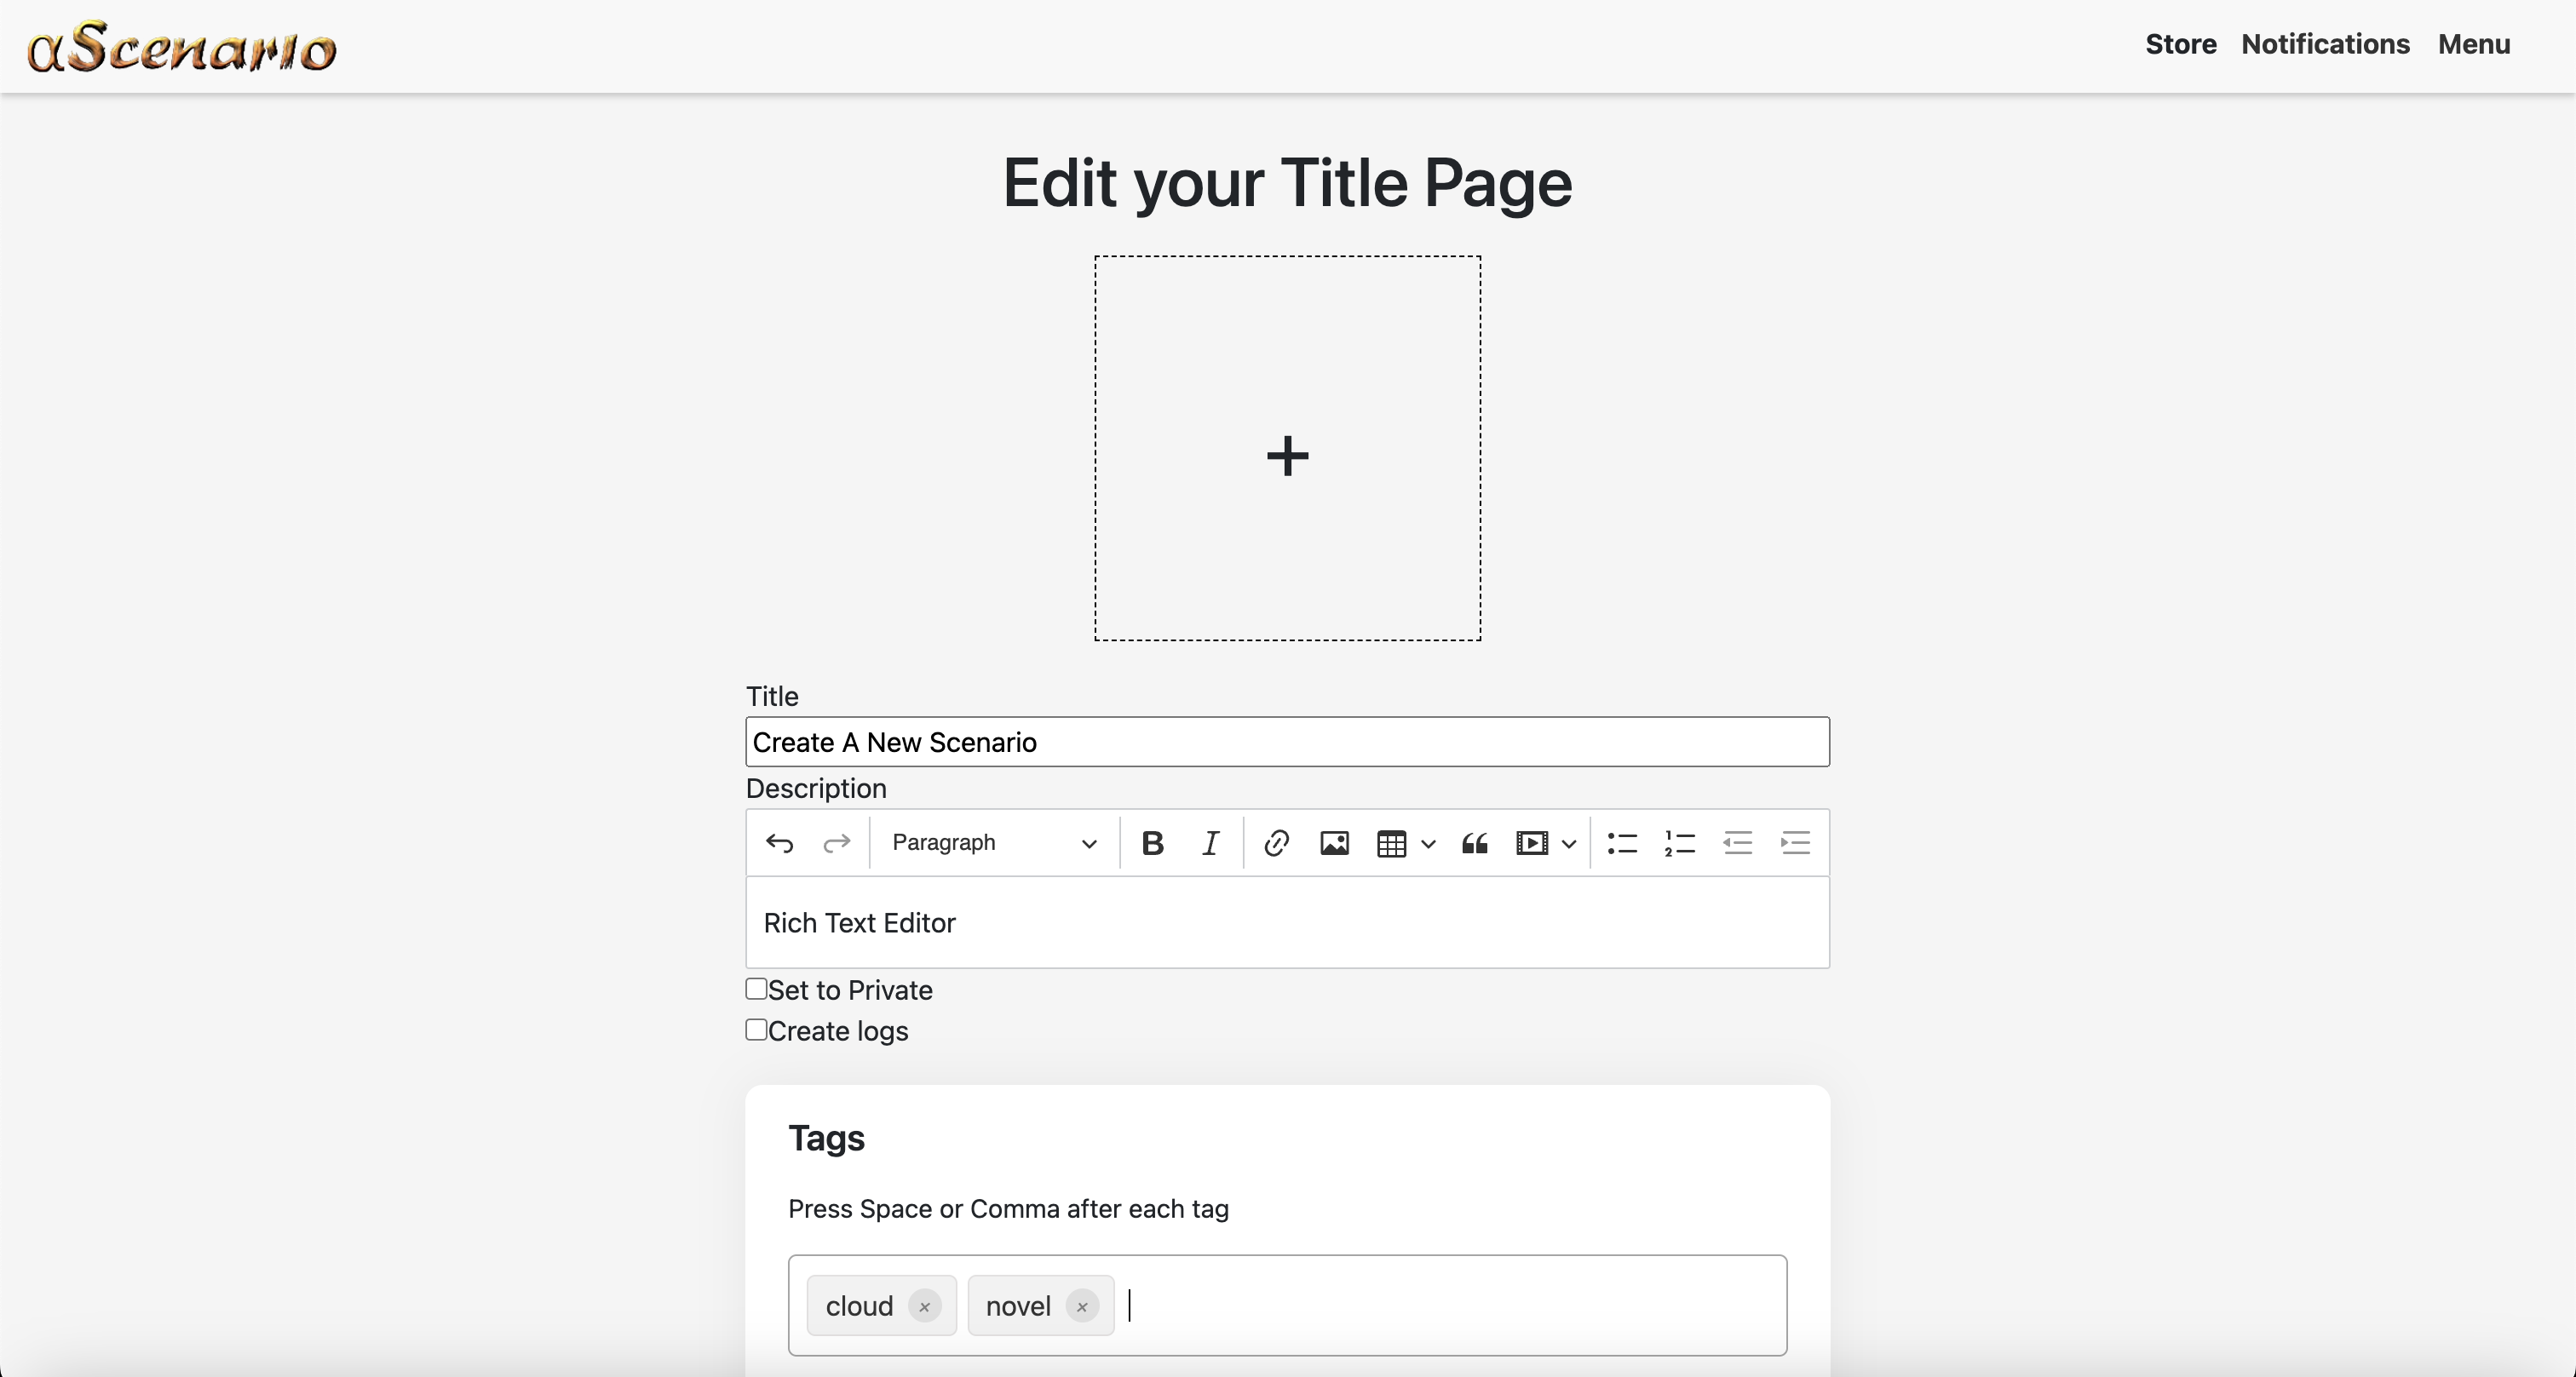 αScenario
Store Notifications Menu
Edit your Title Page
+
Title
Create A New Scenario
Description
Paragraph B I
Rich Text Editor
Set to Private
Create logs
Tags
Press Space or Comma after each tag
cloud × novel ×